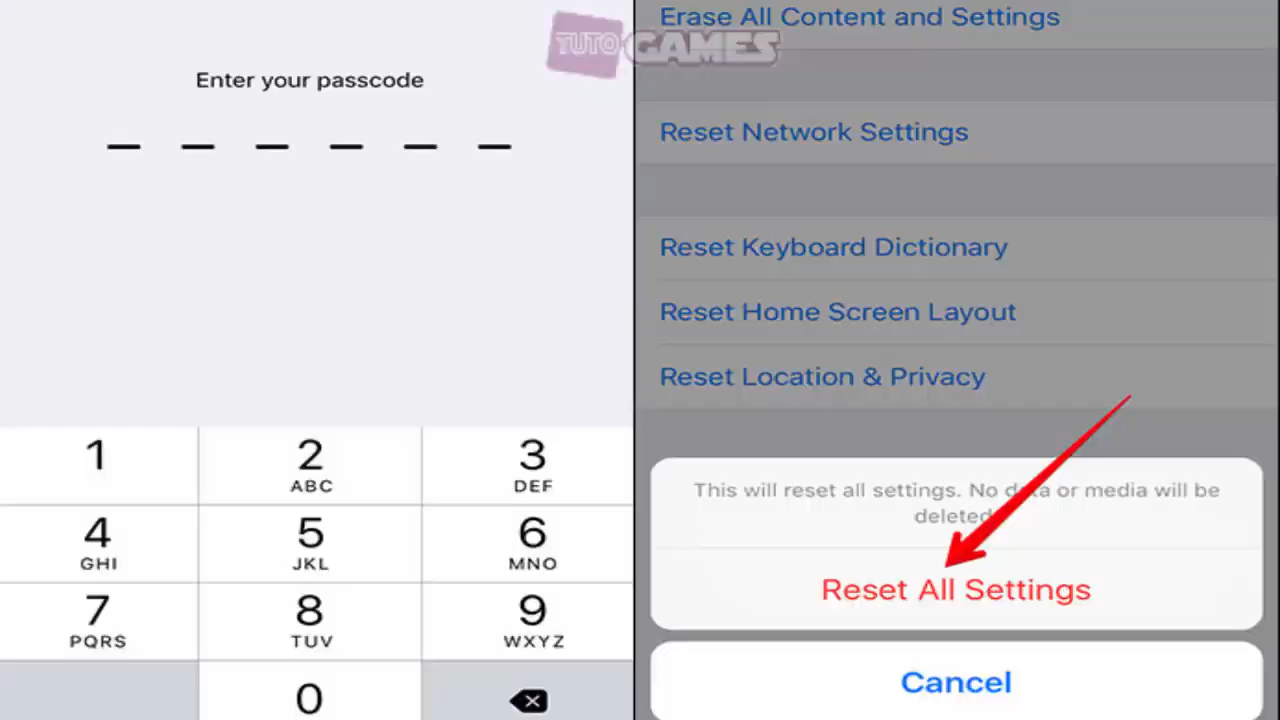 TUTO GAMES
Enter your passcode
1
2
ABC
3
DEF
4
GHI
5
JKL
6
MNO
7
PQRS
8
TUV
9
WXYZ
0
Erase All Content and Settings
Reset Network Settings
Reset Keyboard Dictionary
Reset Home Screen Layout
Reset Location & Privacy
This will reset all settings. No data or media will be
deleted
Reset All Settings
Cancel